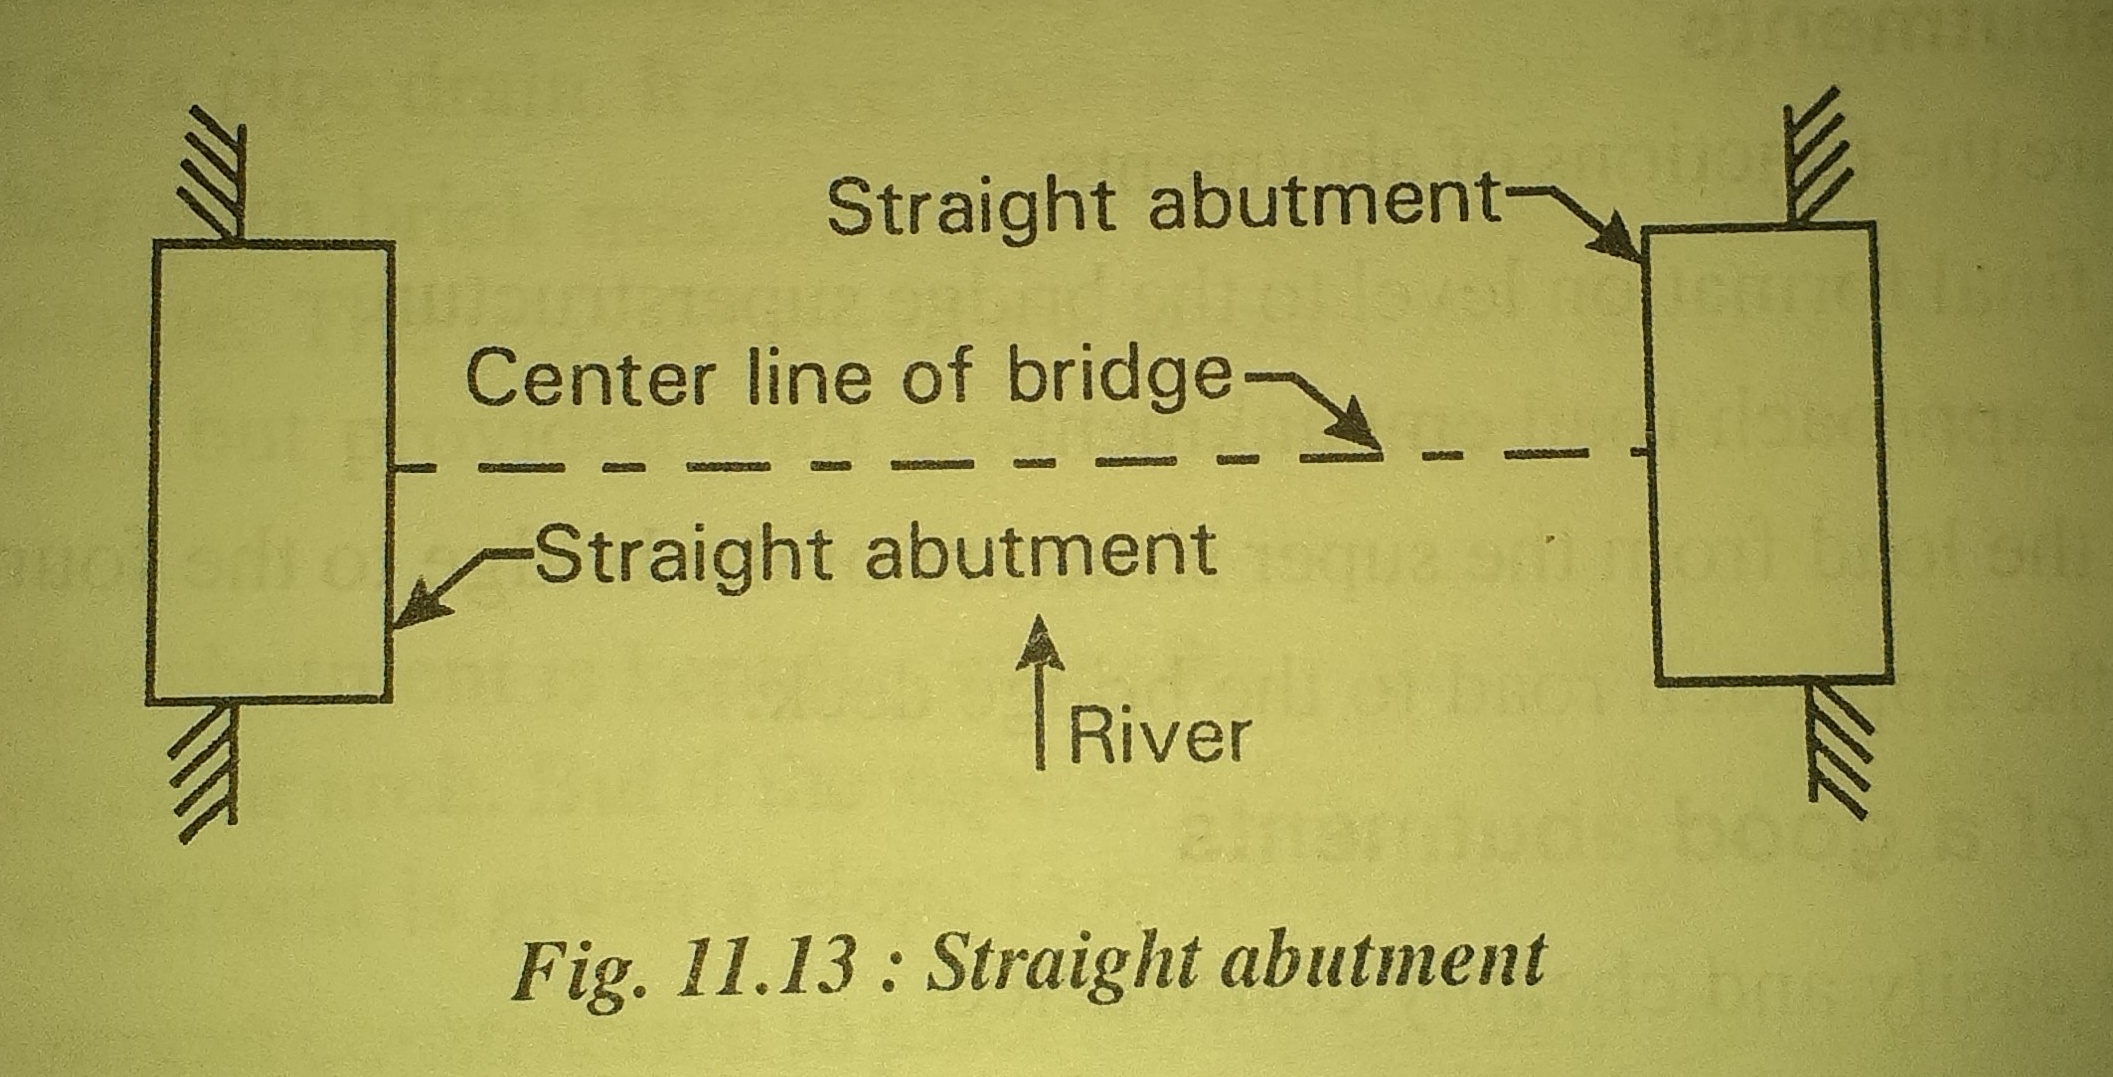 Straight abutment
Center line of bridge
Straight abutment
River
Fig. 11.13 : Straight abutment